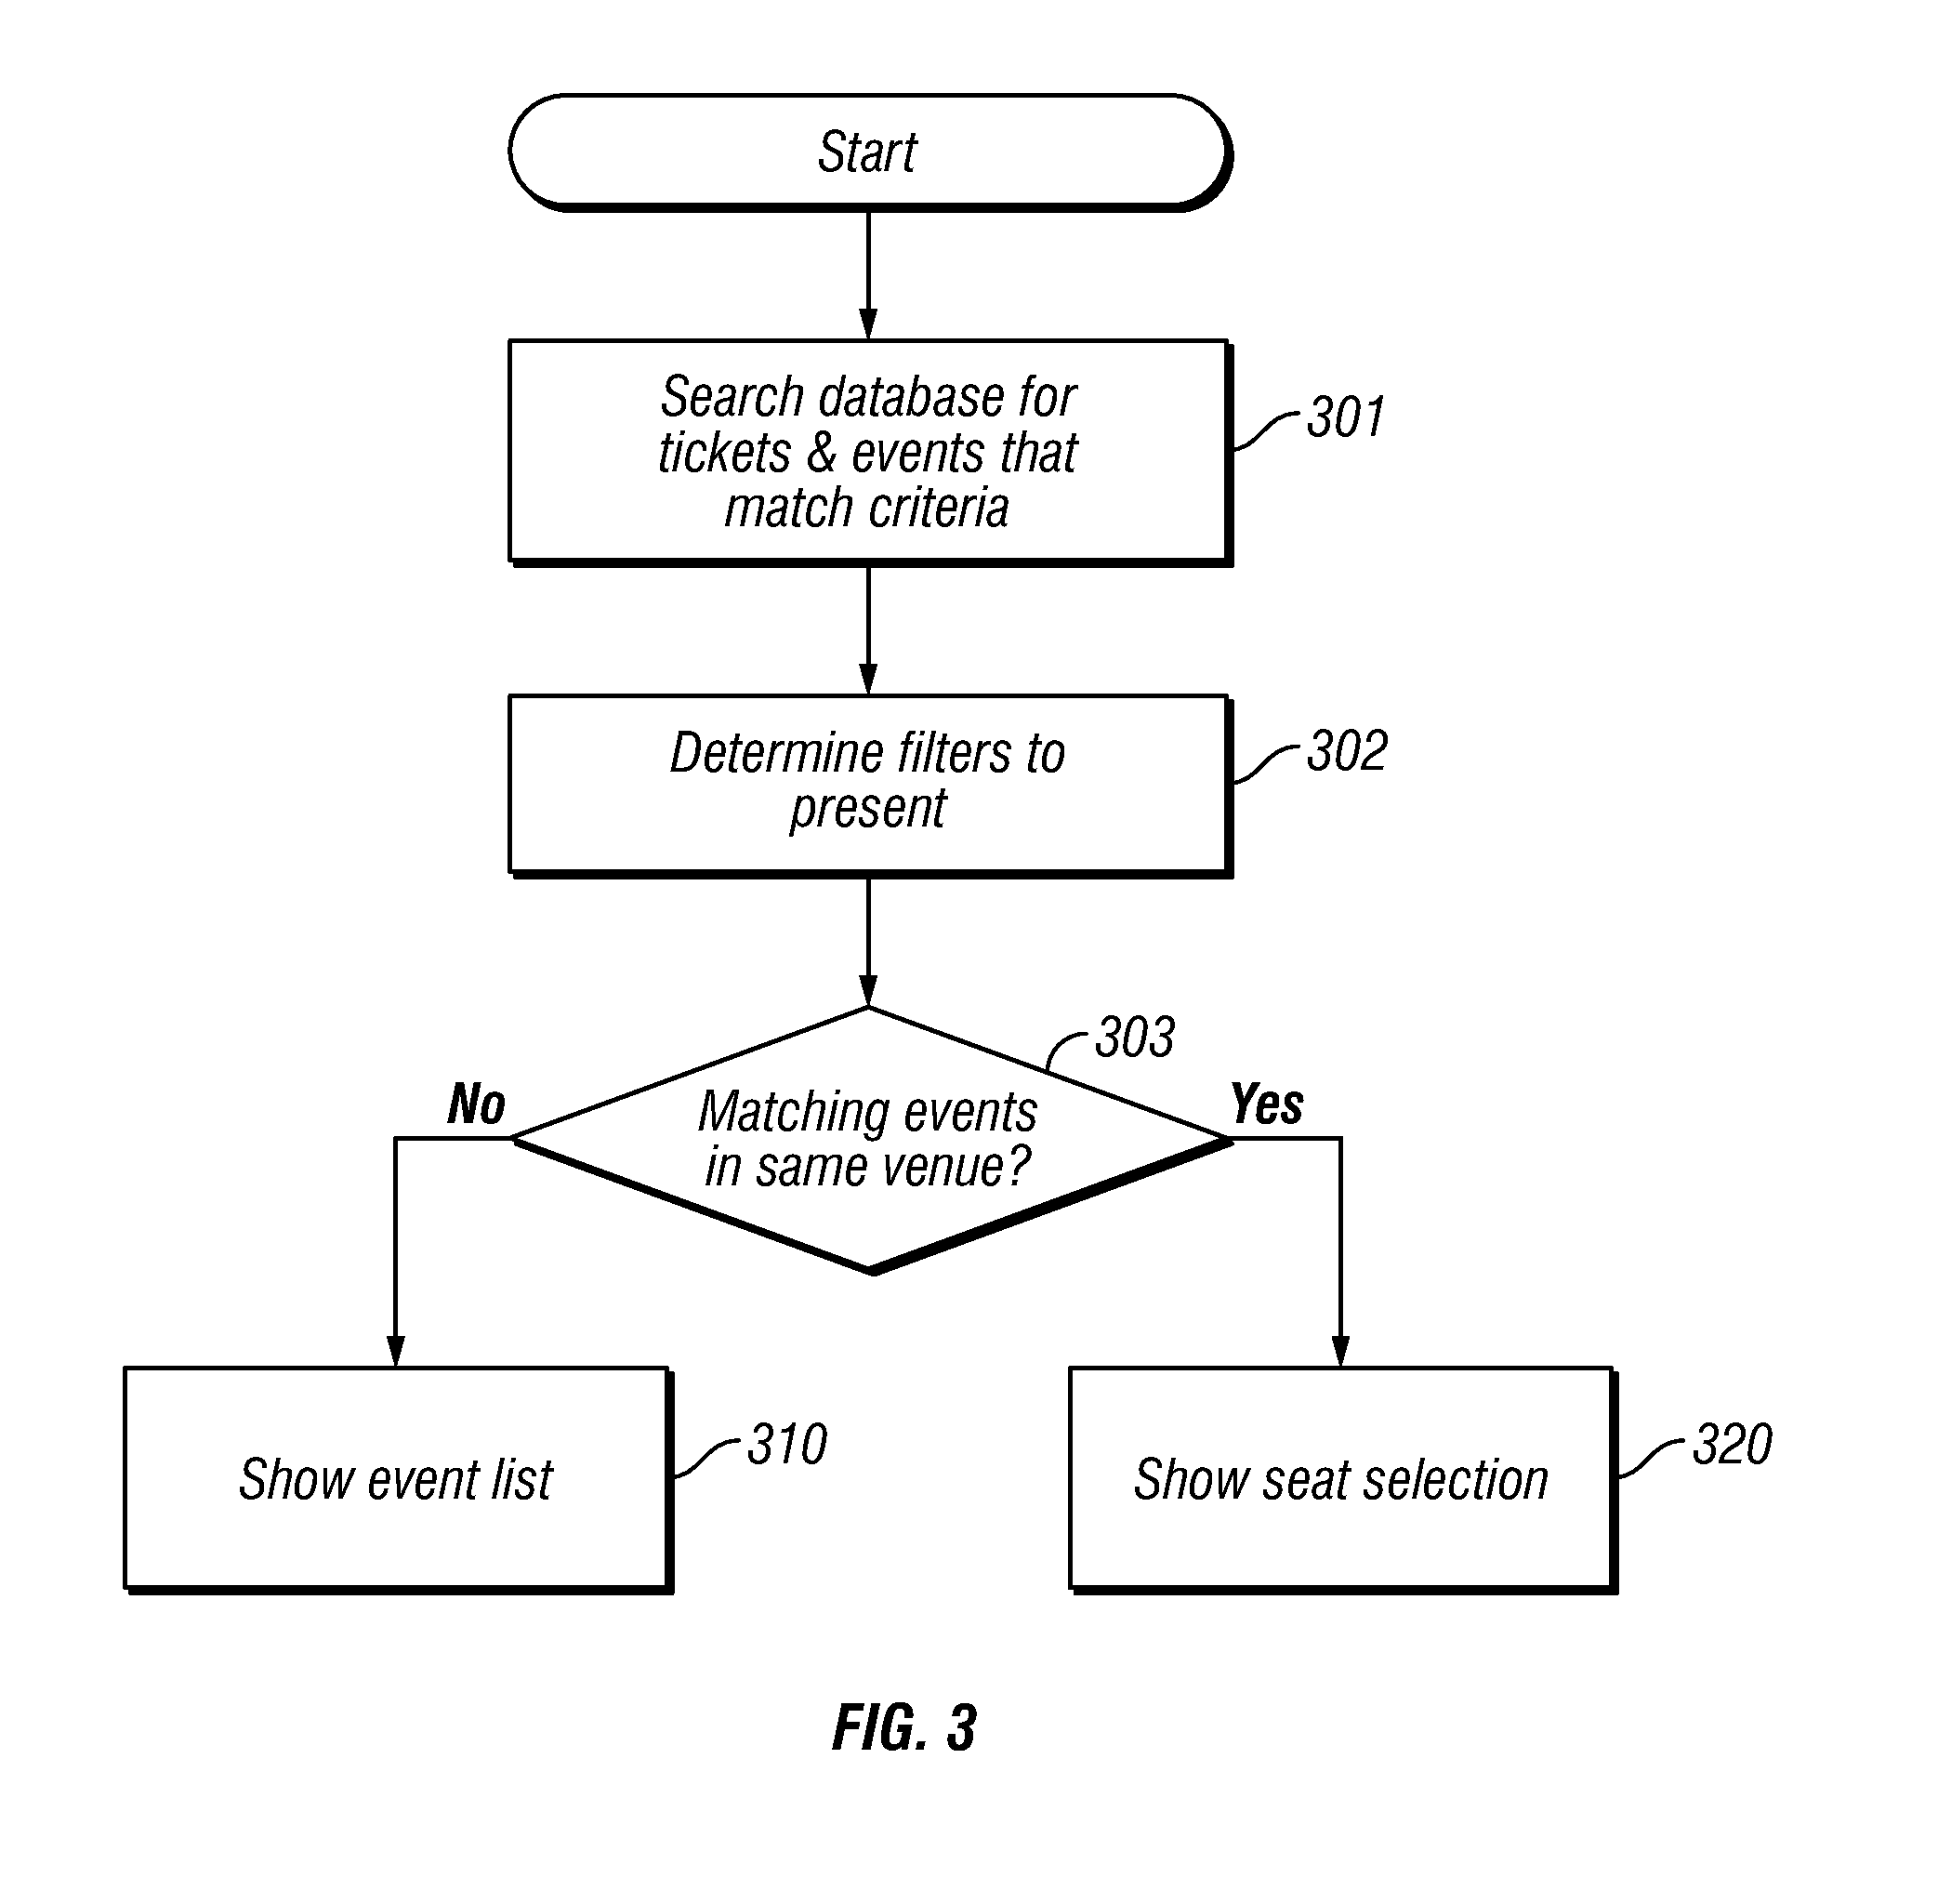 Start
Search database for
tickets & events that
match criteria
301
Determine filters to
present
302
303
Matching events
in same venue?
No
Yes
Show event list
310
Show seat selection
320
FIG. 3